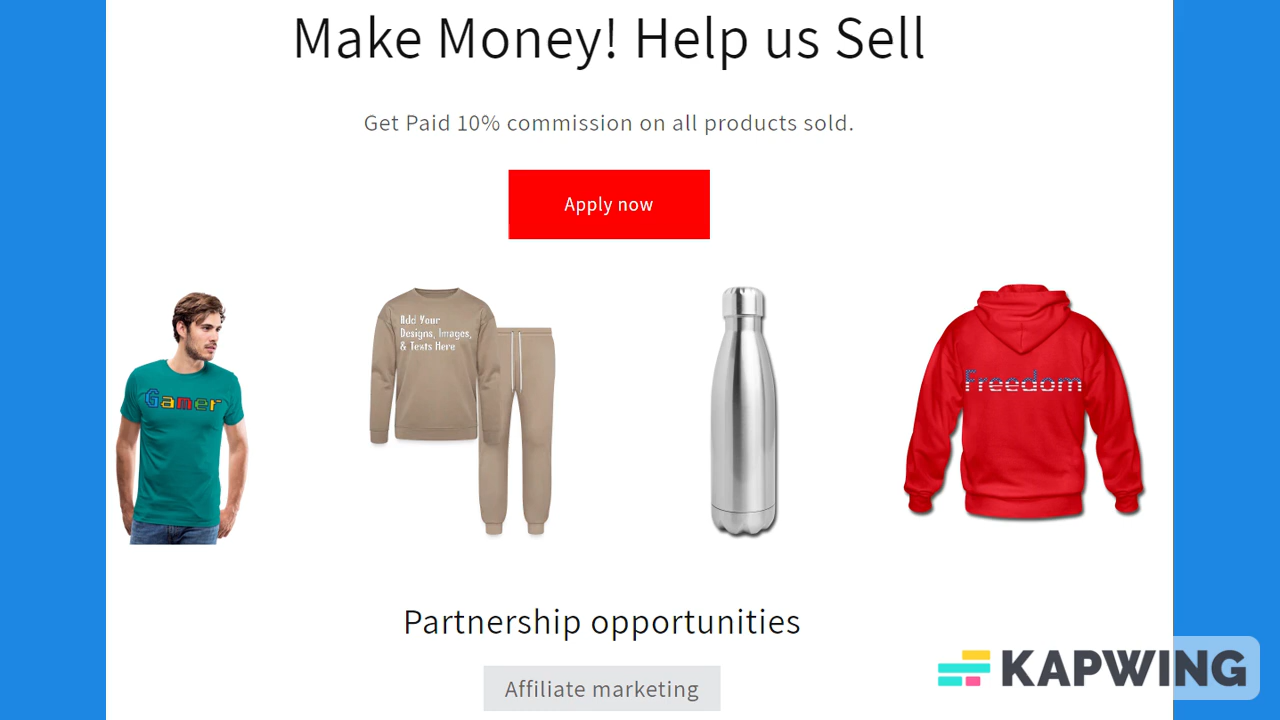 Make Money! Help us Sell
Get Paid 10% commission on all products sold.
Apply now
Gamer
Add Your
Designs, Images,
& Texts Here
Freedom
Partnership opportunities
Affiliate marketing
KAPWING